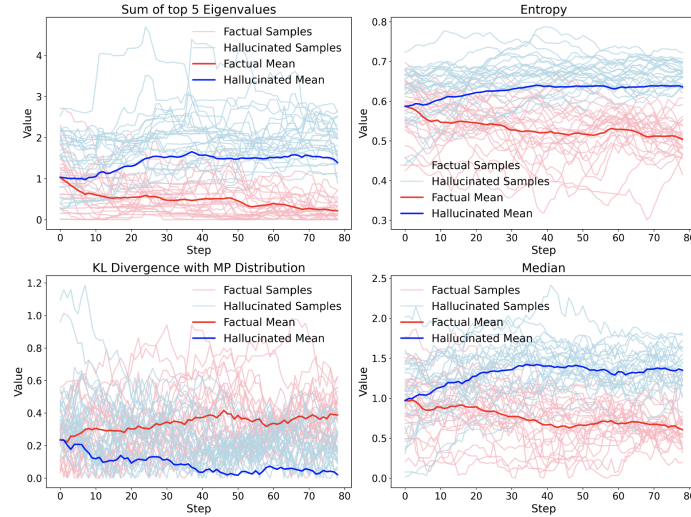 Sum of top 5 Eigenvalues
Value
4
3
2
1
0
Factual Samples
Hallucinated Samples
Factual Mean
Hallucinated Mean
0 10 20 30 40 50 60 70 80
Step
Entropy
Value
0.8
0.7
0.6
0.5
0.4
0.3
Factual Samples
Hallucinated Samples
Factual Mean
Hallucinated Mean
0 10 20 30 40 50 60 70 80
Step
KL Divergence with MP Distribution
Value
1.2
1.0
0.8
0.6
0.4
0.2
0.0
Factual Samples
Hallucinated Samples
Factual Mean
Hallucinated Mean
0 10 20 30 40 50 60 70 80
Step
Median
Value
2.5
2.0
1.5
1.0
0.5
0.0
Factual Samples
Hallucinated Samples
Factual Mean
Hallucinated Mean
0 10 20 30 40 50 60 70 80
Step